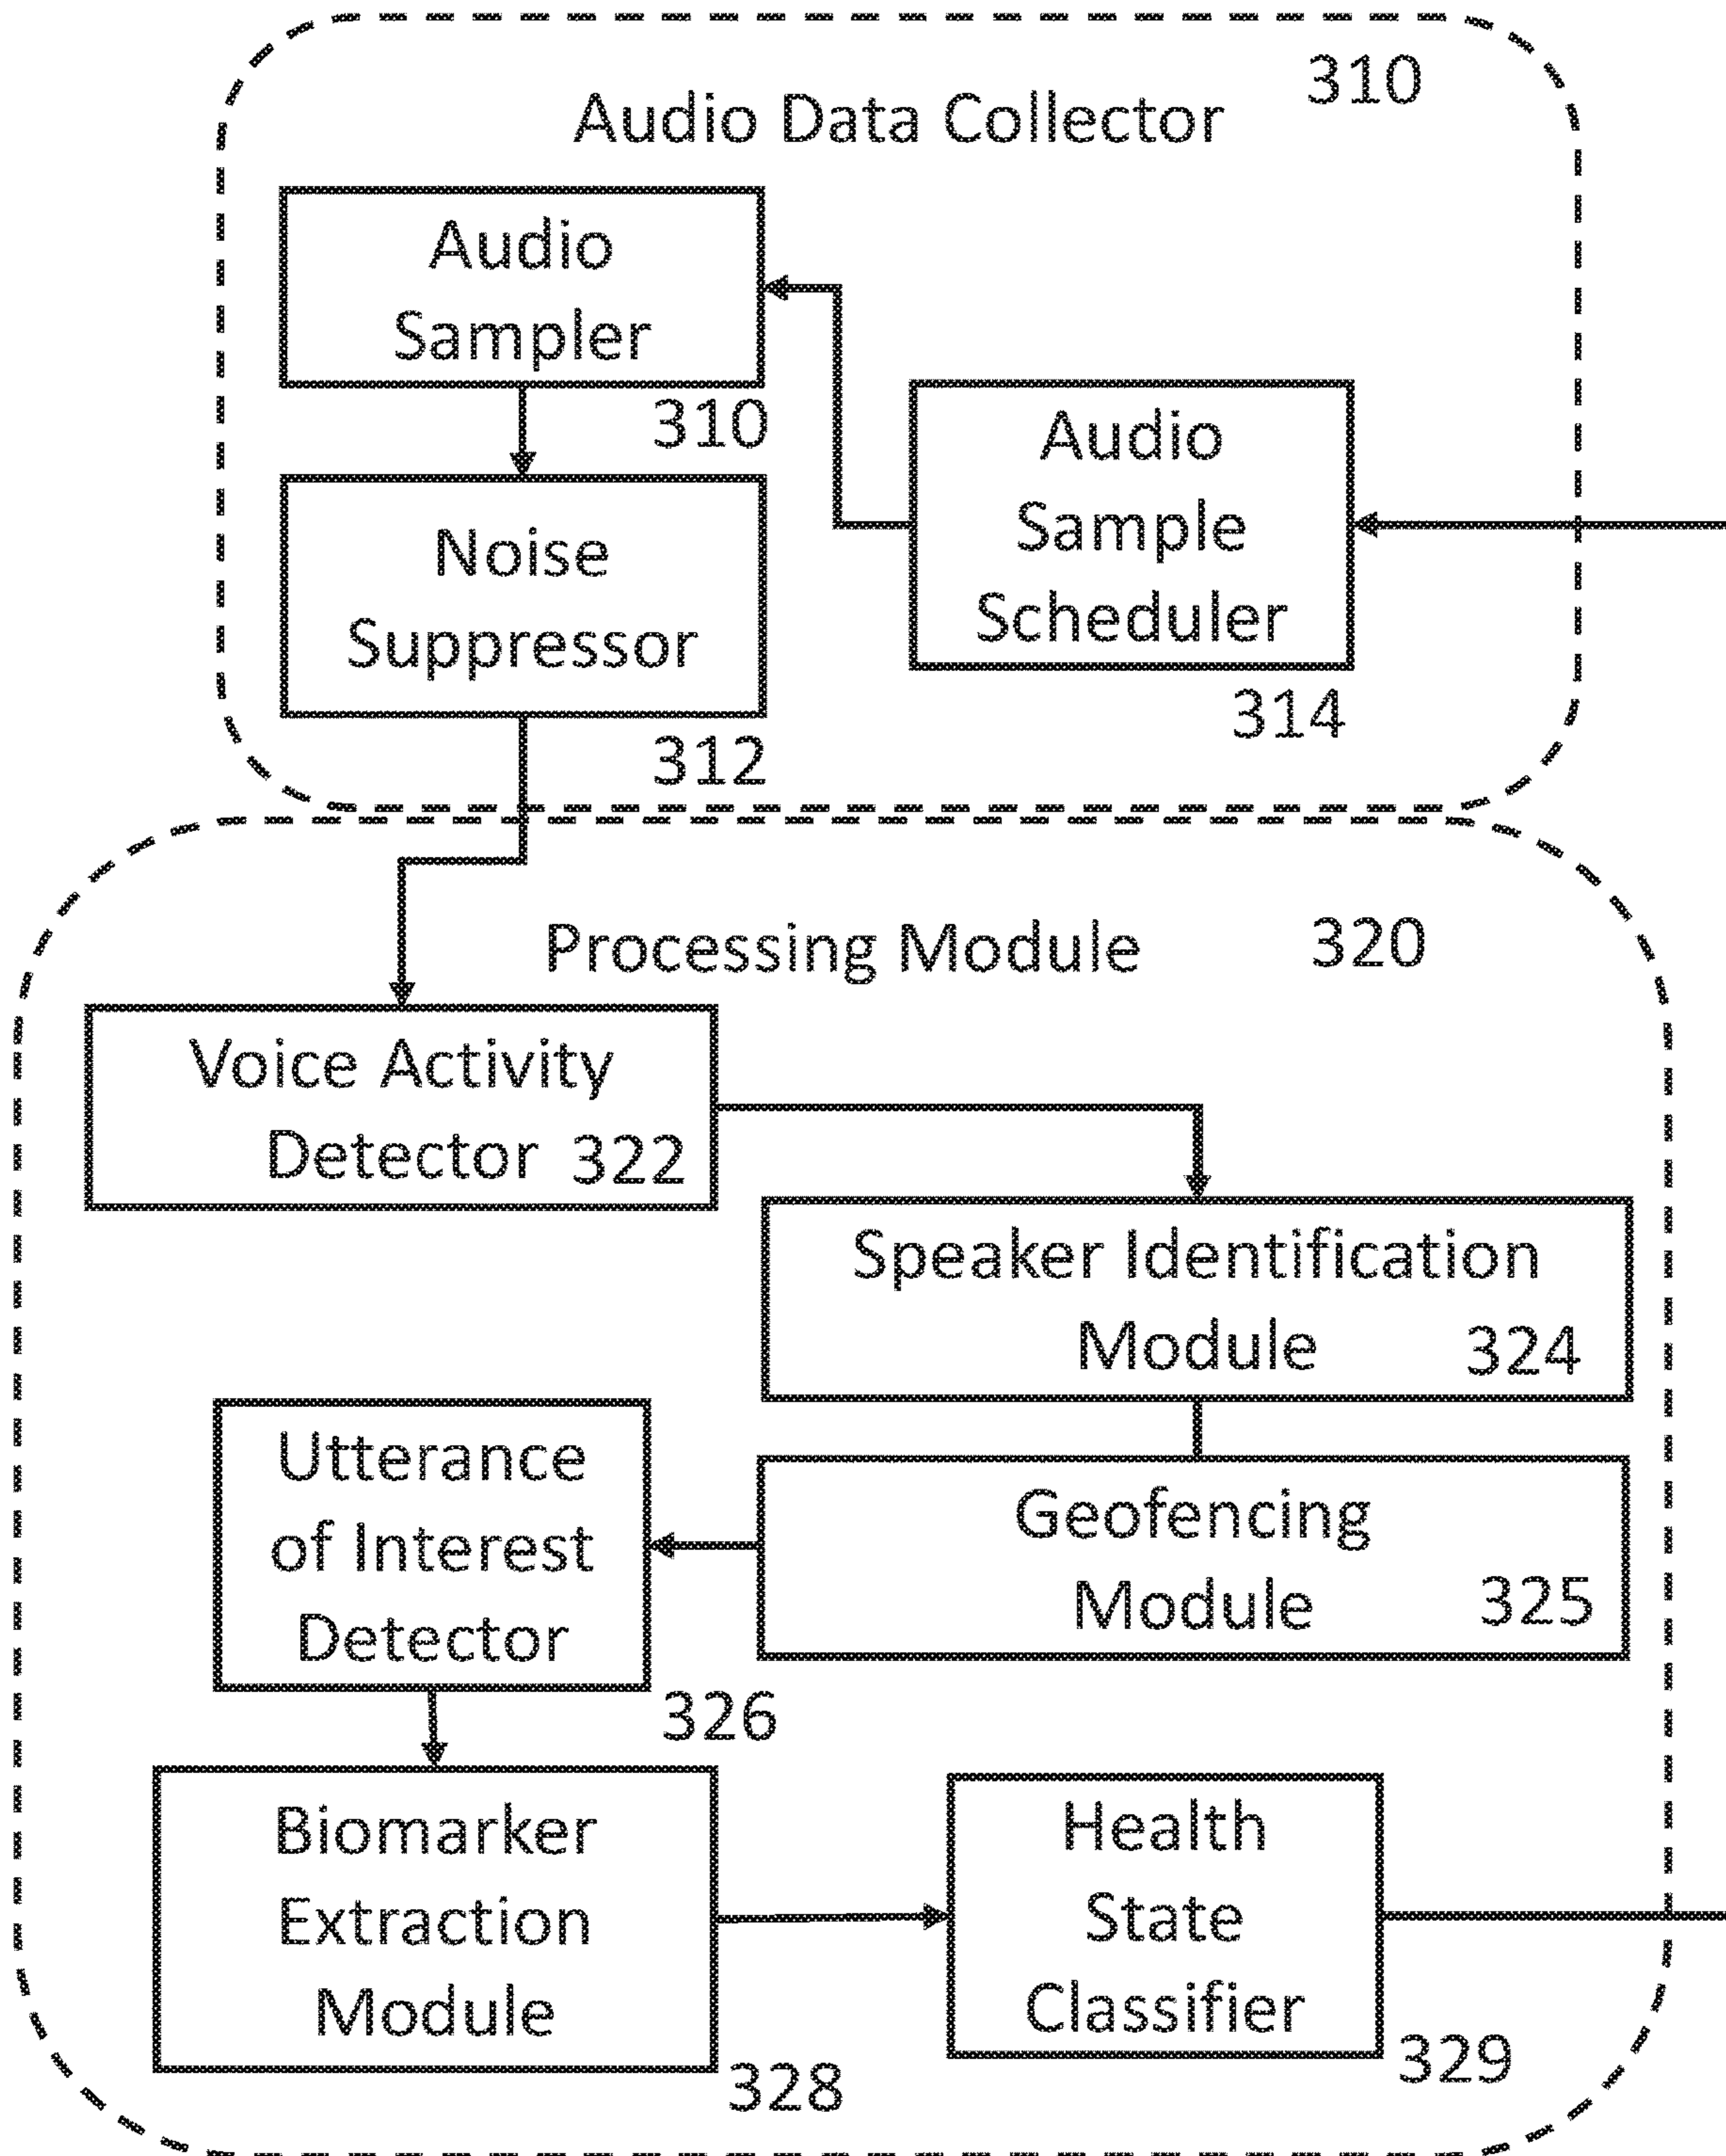 310
Audio Data Collector
Audio
Sampler
310
Noise
Suppressor
312
Audio
Sample
Scheduler
314
Processing Module 320
Voice Activity
Detector 322
Speaker Identification
Module 324
Geofencing
Module 325
Utterance
of Interest
Detector
326
Biomarker
Extraction
Module
328
Health
State
Classifier
329